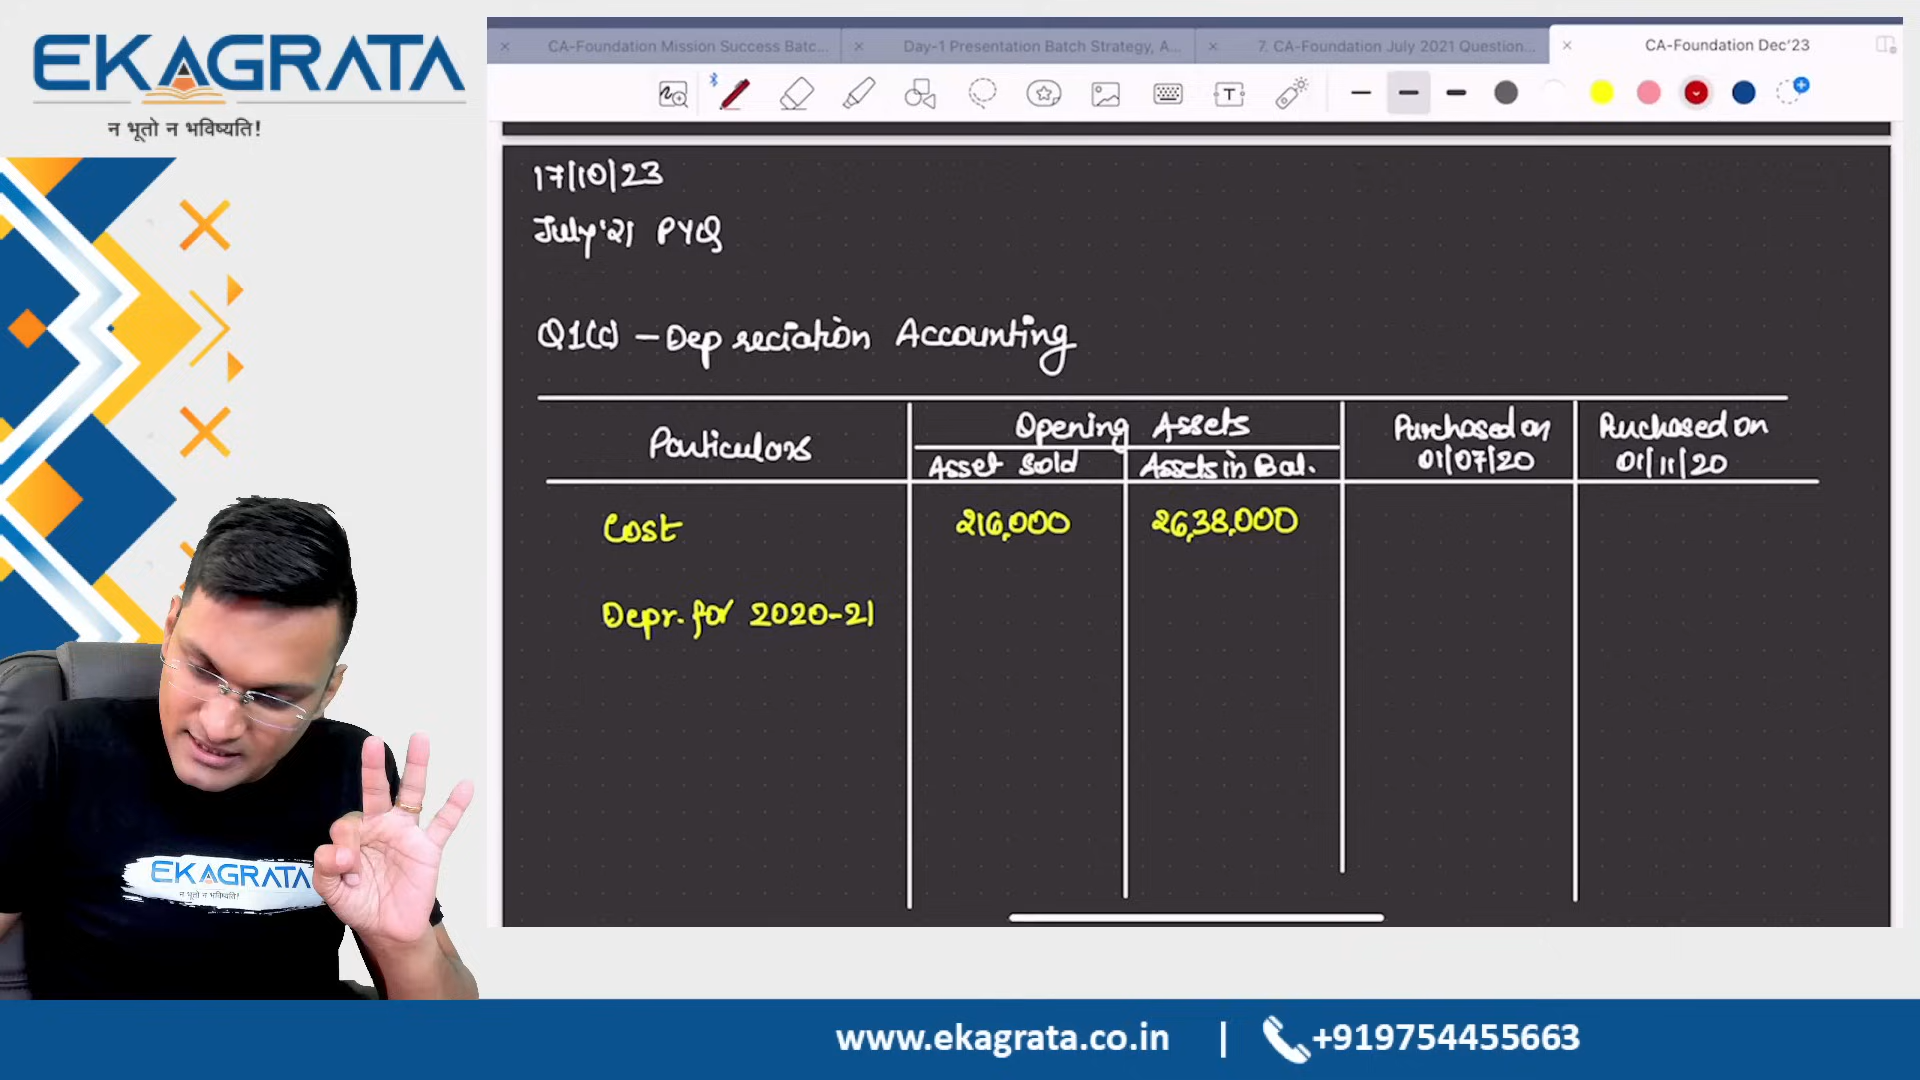 EKAGRATA
न भूतो न भविष्यति!
CA-Foundation Mission Success Batc...
Day-1 Presentation Batch Strategy, A...
7. CA-Foundation July 2021 Question...
CA-Foundation Dec'23
T
17/10/23
July'21 PYQ
Q1(c) - Depreciation Accounting
Particulars
Opening Assets
Asset Sold
Assets in Bal.
Purchased on
01/07/20
Purchased on
01/11/20
Cost
216,000
26,38,000
Depr. for 2020-21
EKAGRATA
न भूतो न भविष्यति!
www.ekagrata.co.in | +919754455663